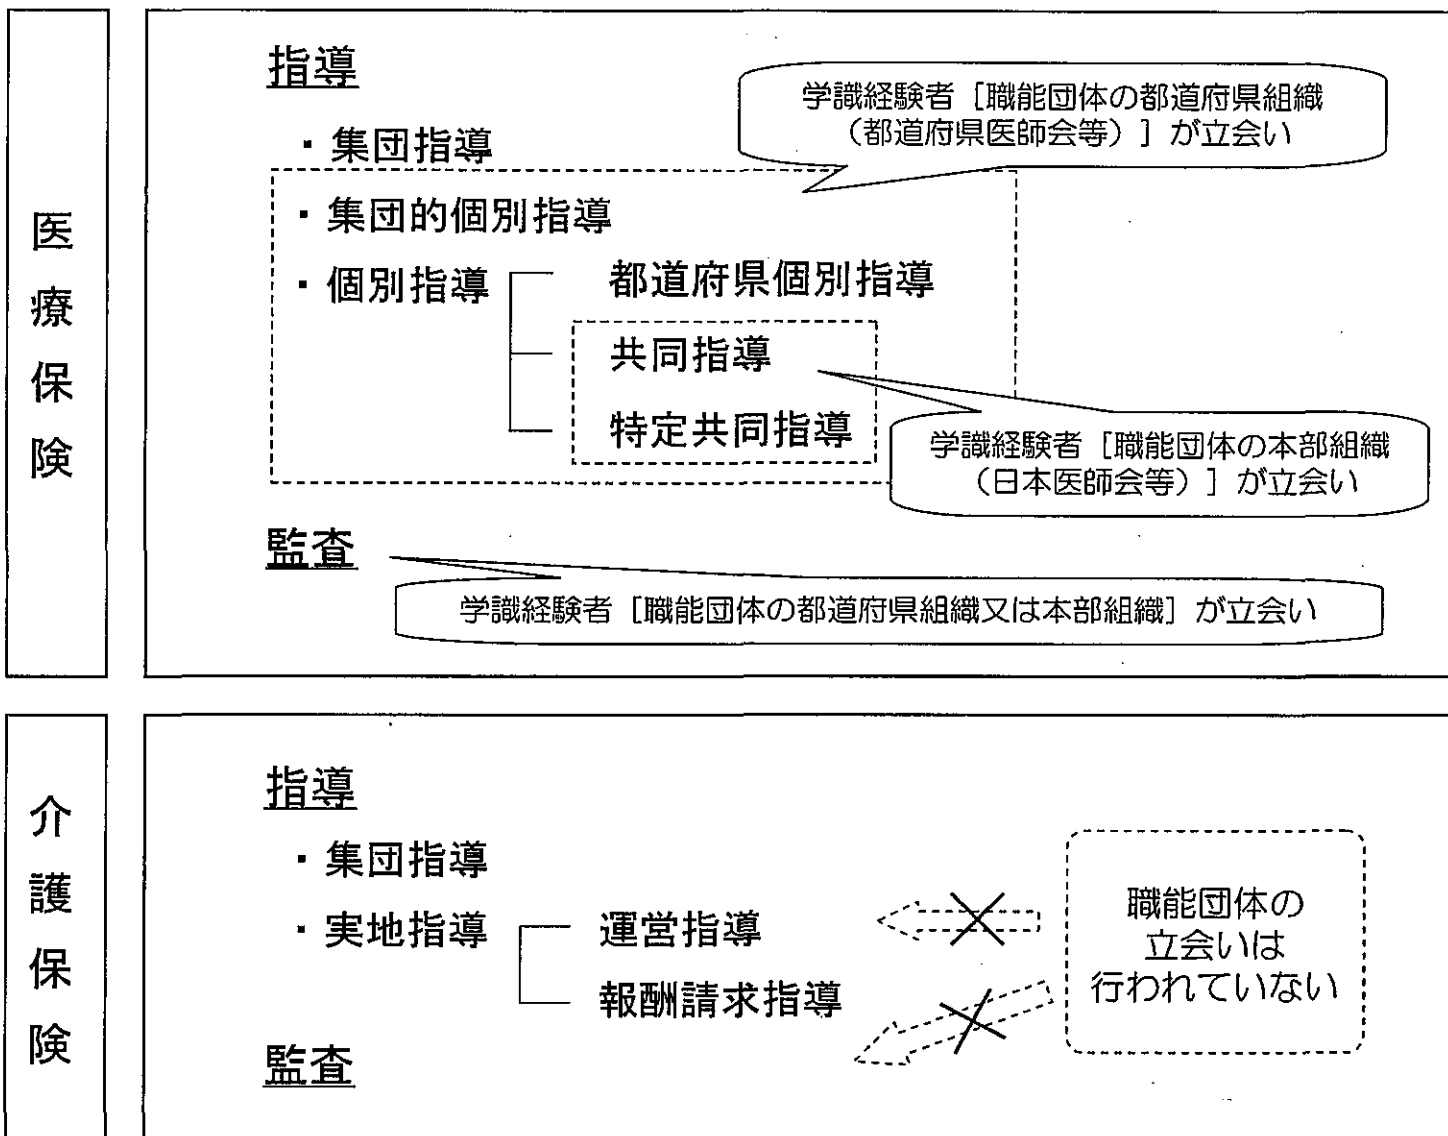 医療保険
指導
学識経験者［職能団体の都道府県組織
（都道府県医師会等）］が立会い
・集団指導
・集団的個別指導
・個別指導
都道府県個別指導
共同指導
特定共同指導
学識経験者［職能団体の本部組織
（日本医師会等）］が立会い
監査
学識経験者［職能団体の都道府県組織又は本部組織］が立会い
介護保険
指導
・集団指導
・実地指導
運営指導
報酬請求指導
職能団体の
立会いは
行われていない
監査